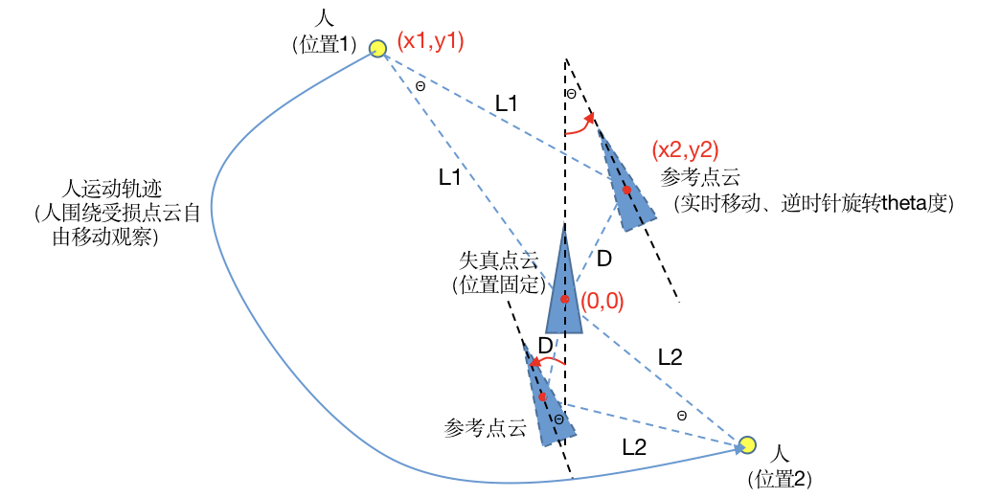 人
(位置1)
(x1,y1)
Θ
L1
Θ
(x2,y2)
参考点云
(实时移动、逆时针旋转theta度)
L1
人运动轨迹
(人围绕受损点云自
由移动观察)
失真点云
(位置固定)
D
(0,0)
D
L2
参考点云
Θ
Θ
L2
人
(位置2)